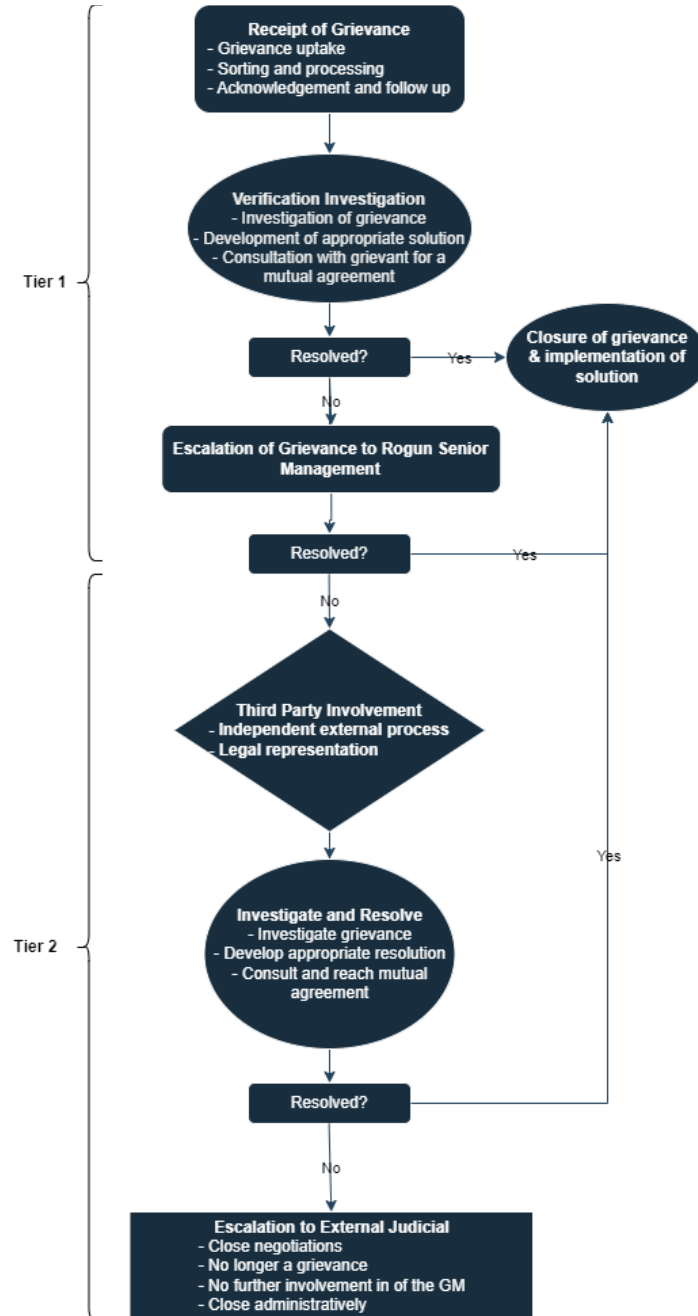 Receipt of Grievance
- Grievance uptake
- Sorting and processing
- Acknowledgement and follow up
Verification Investigation
- Investigation of grievance
- Development of appropriate solution
- Consultation with grievant for a
mutual agreement
Tier 1
Resolved?
Yes
Closure of grievance
& implementation of
solution
No
Escalation of Grievance to Rogun Senior
Management
Resolved?
Yes
No
Third Party Involvement
- Independent external process
- Legal representation
Yes
Tier 2
Investigate and Resolve
- Investigate grievance
- Develop appropriate resolution
- Consult and reach mutual
agreement
Resolved?
No
Escalation to External Judicial
- Close negotiations
- No longer a grievance
- No further involvement in of the GM
- Close administratively